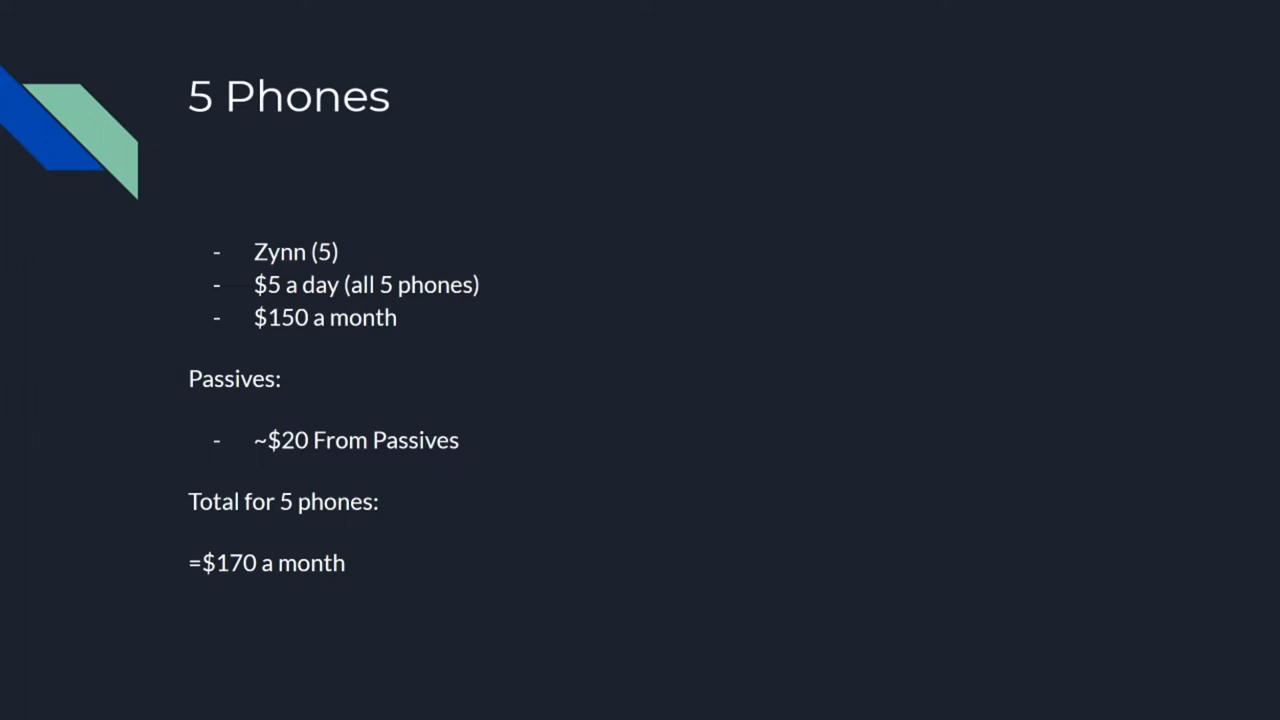 5 Phones
- Zynn (5)
- $5 a day (all 5 phones)
- $150 a month
Passives:
- ~$20 From Passives
Total for 5 phones:
=$170 a month